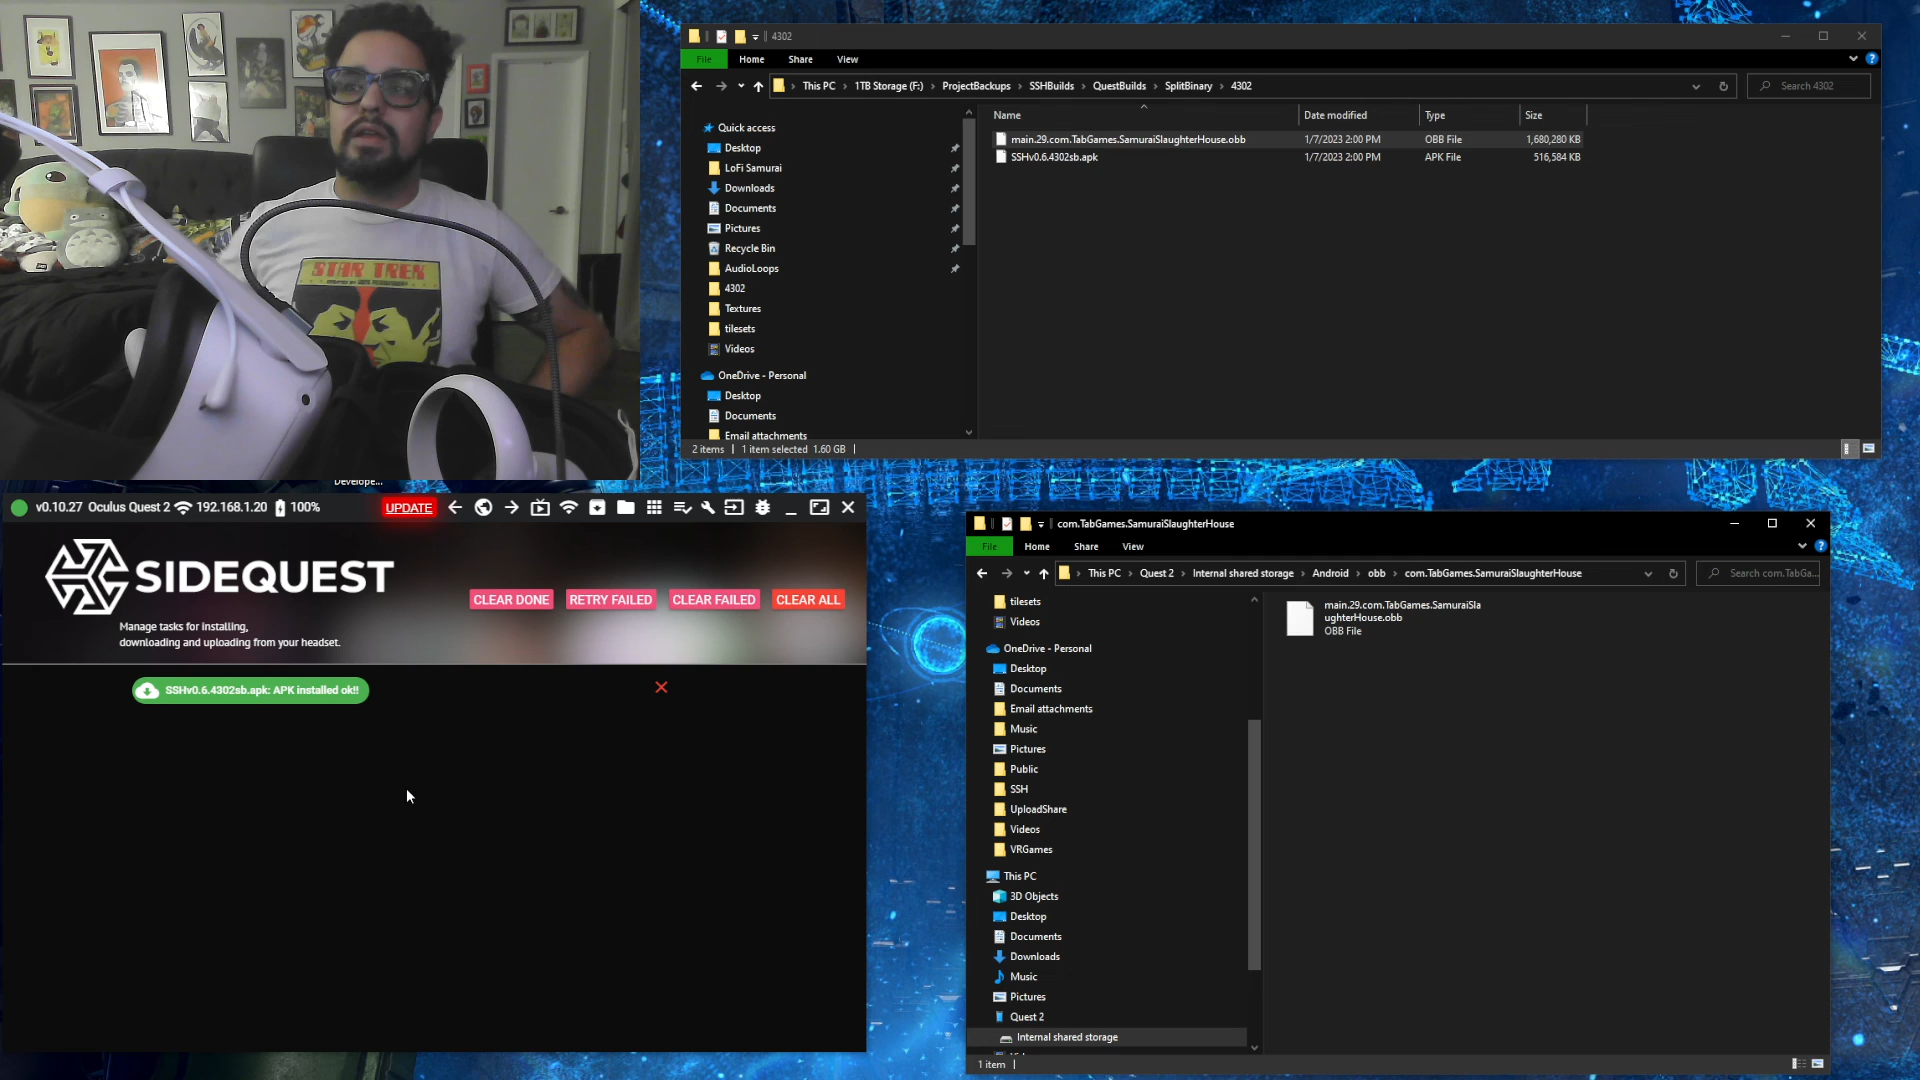 STAR TREK
4302
File
Home
Share
View
This PC
1TB Storage (F:)
ProjectBackups
SSHBuilds
QuestBuilds
SplitBinary
4302
Search 4302
Name
Date modified
Type
Size
Quick access
Desktop
LoFi Samurai
Downloads
Documents
Pictures
Recycle Bin
AudioLoops
4302
Textures
tilesets
Videos
OneDrive - Personal
Desktop
Documents
Email attachments
main.29.com.TabGames.SamuraiSlaughterHouse.obb 1/7/2023 2:00 PM OBB File 1,680,280 KB
SSHv0.6.4302sb.apk 1/7/2023 2:00 PM APK File 516,584 KB
2 items
1 item selected 1.60 GB
Develope...
v0.10.27 Oculus Quest 2 192.168.1.20 100%
UPDATE
SIDEQUEST
Manage tasks for installing,
downloading and uploading from your headset.
CLEAR DONE
RETRY FAILED
CLEAR FAILED
CLEAR ALL
SSHv0.6.4302sb.apk: APK installed ok!!
com.TabGames.SamuraiSlaughterHouse
File
Home
Share
View
This PC
Quest 2
Internal shared storage
Android
obb
com.TabGames.SamuraiSlaughterHouse
Search com.TabGa...
tilesets
Videos
OneDrive - Personal
Desktop
Documents
Email attachments
Music
Pictures
Public
SSH
UploadShare
Videos
VRGames
This PC
3D Objects
Desktop
Documents
Downloads
Music
Pictures
Quest 2
Internal shared storage
main.29.com.TabGames.SamuraiSla
ughterHouse.obb
OBB File
1 item